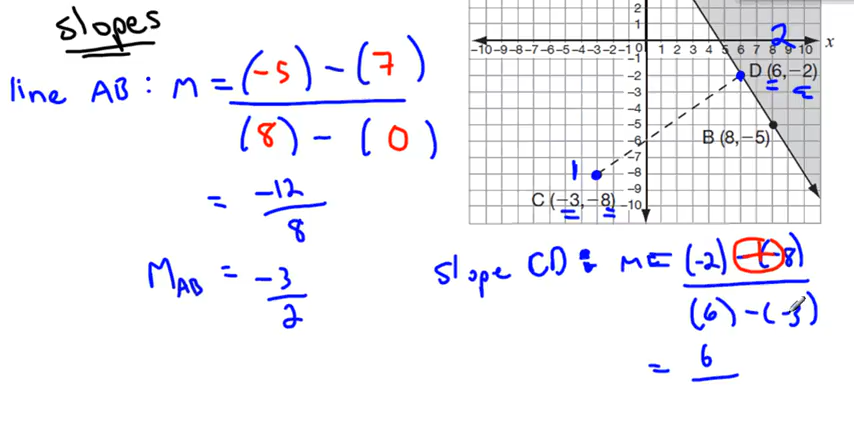 slopes
line AB : m = (-5) - (7)
(8) - (0)
= -12
8
M_AB = -3
2
2
1
-10 -9 -8 -7 -6 -5 -4 -3 -2 -1 0 1 2 3 4 5 6 7 8 9 10 x
2
-1
-2
-3
-4
-5
-6
-7
-8
-9
-10
D (6, -2)
B (8, -5)
1
C (-3, -8)
slope CD : m = (-2) - (-8)
(6) - (-3)
= 6